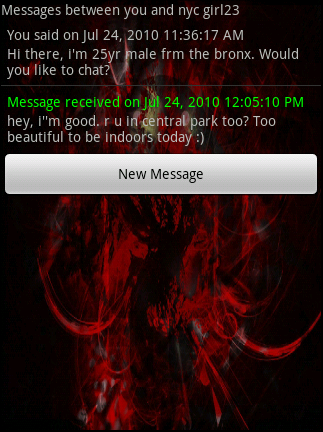 Messages between you and nyc girl23
You said on Jul 24, 2010 11:36:17 AM
Hi there, i'm 25yr male frm the bronx. Would
you like to chat?
Message received on Jul 24, 2010 12:05:10 PM
hey, i"m good. r u in central park too? Too
beautiful to be indoors today :)
New Message